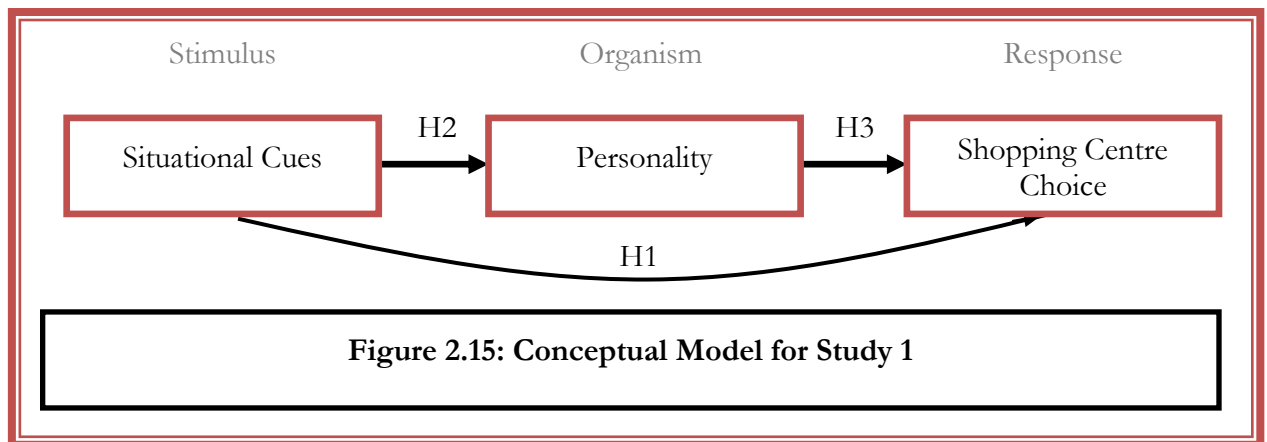 Stimulus
Organism
Response
H2
H3
Situational Cues
Personality
Shopping Centre
Choice
H1
Figure 2.15: Conceptual Model for Study 1